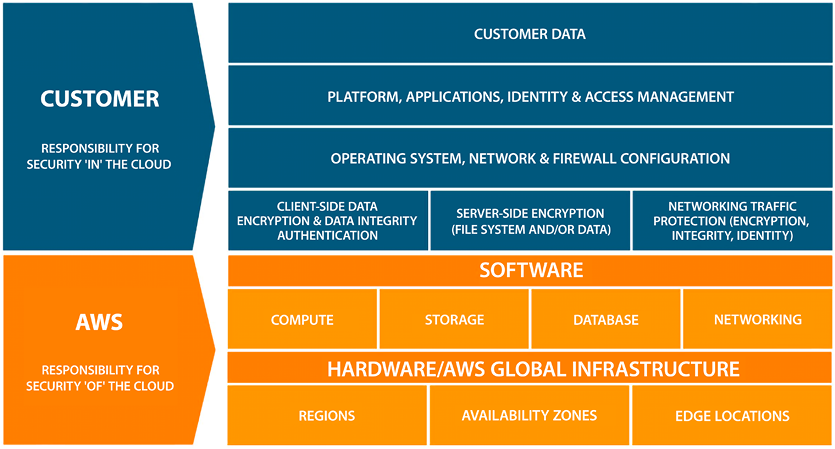 CUSTOMER
RESPONSIBILITY FOR
SECURITY 'IN' THE CLOUD
CUSTOMER DATA
PLATFORM, APPLICATIONS, IDENTITY & ACCESS MANAGEMENT
OPERATING SYSTEM, NETWORK & FIREWALL CONFIGURATION
CLIENT-SIDE DATA
ENCRYPTION & DATA INTEGRITY
AUTHENTICATION
SERVER-SIDE ENCRYPTION
(FILE SYSTEM AND/OR DATA)
NETWORKING TRAFFIC
PROTECTION (ENCRYPTION,
INTEGRITY, IDENTITY)
AWS
RESPONSIBILITY FOR
SECURITY 'OF' THE CLOUD
SOFTWARE
COMPUTE
STORAGE
DATABASE
NETWORKING
HARDWARE/AWS GLOBAL INFRASTRUCTURE
REGIONS
AVAILABILITY ZONES
EDGE LOCATIONS